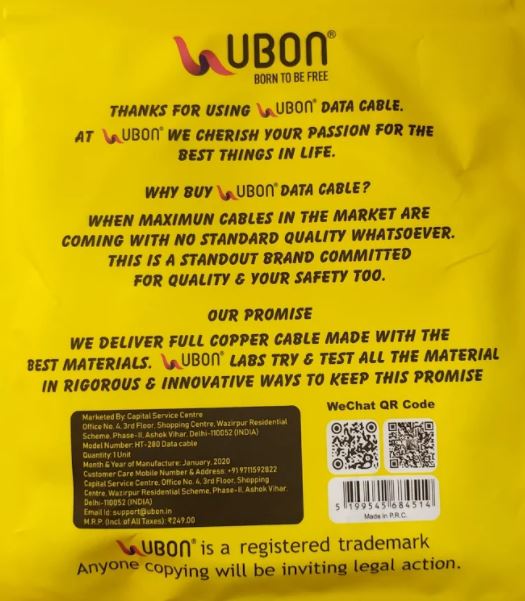 UBON®
BORN TO BE FREE
THANKS FOR USING UBON® DATA CABLE.
AT UBON® WE CHERISH YOUR PASSION FOR THE
BEST THINGS IN LIFE.
WHY BUY UBON® DATA CABLE?
WHEN MAXIMUN CABLES IN THE MARKET ARE
COMING WITH NO STANDARD QUALITY WHATSOEVER.
THIS IS A STANDOUT BRAND COMMITTED
FOR QUALITY & YOUR SAFETY TOO.
OUR PROMISE
WE DELIVER FULL COPPER CABLE MADE WITH THE
BEST MATERIALS. UBON® LABS TRY & TEST ALL THE MATERIAL
IN RIGOROUS & INNOVATIVE WAYS TO KEEP THIS PROMISE
Marketed By: Capital Service Centre
Office No. 4, 3rd Floor, Shopping Centre, Wazirpur Residential
Scheme, Phase-II, Ashok Vihar, Delhi-110052 (INDIA)
Model Number: HT-280 Data cable
Quantity 1 Unit
Month & Year of Manufacture: January, 2020
Customer Care Mobile Number & Address: +91 9711592822
Capital Service Centre, Office No. 4, 3rd Floor, Shopping
Centre, Wazirpur Residential Scheme, Phase-II, Ashok Vihar,
Delhi-110052 (INDIA)
Email Id: support@ubon.in
M.R.P. (Incl. of All Taxes): ₹249.00
WeChat QR Code
5 199545 684514
Made in P.R.C.
UBON® is a registered trademark
Anyone copying will be inviting legal action.